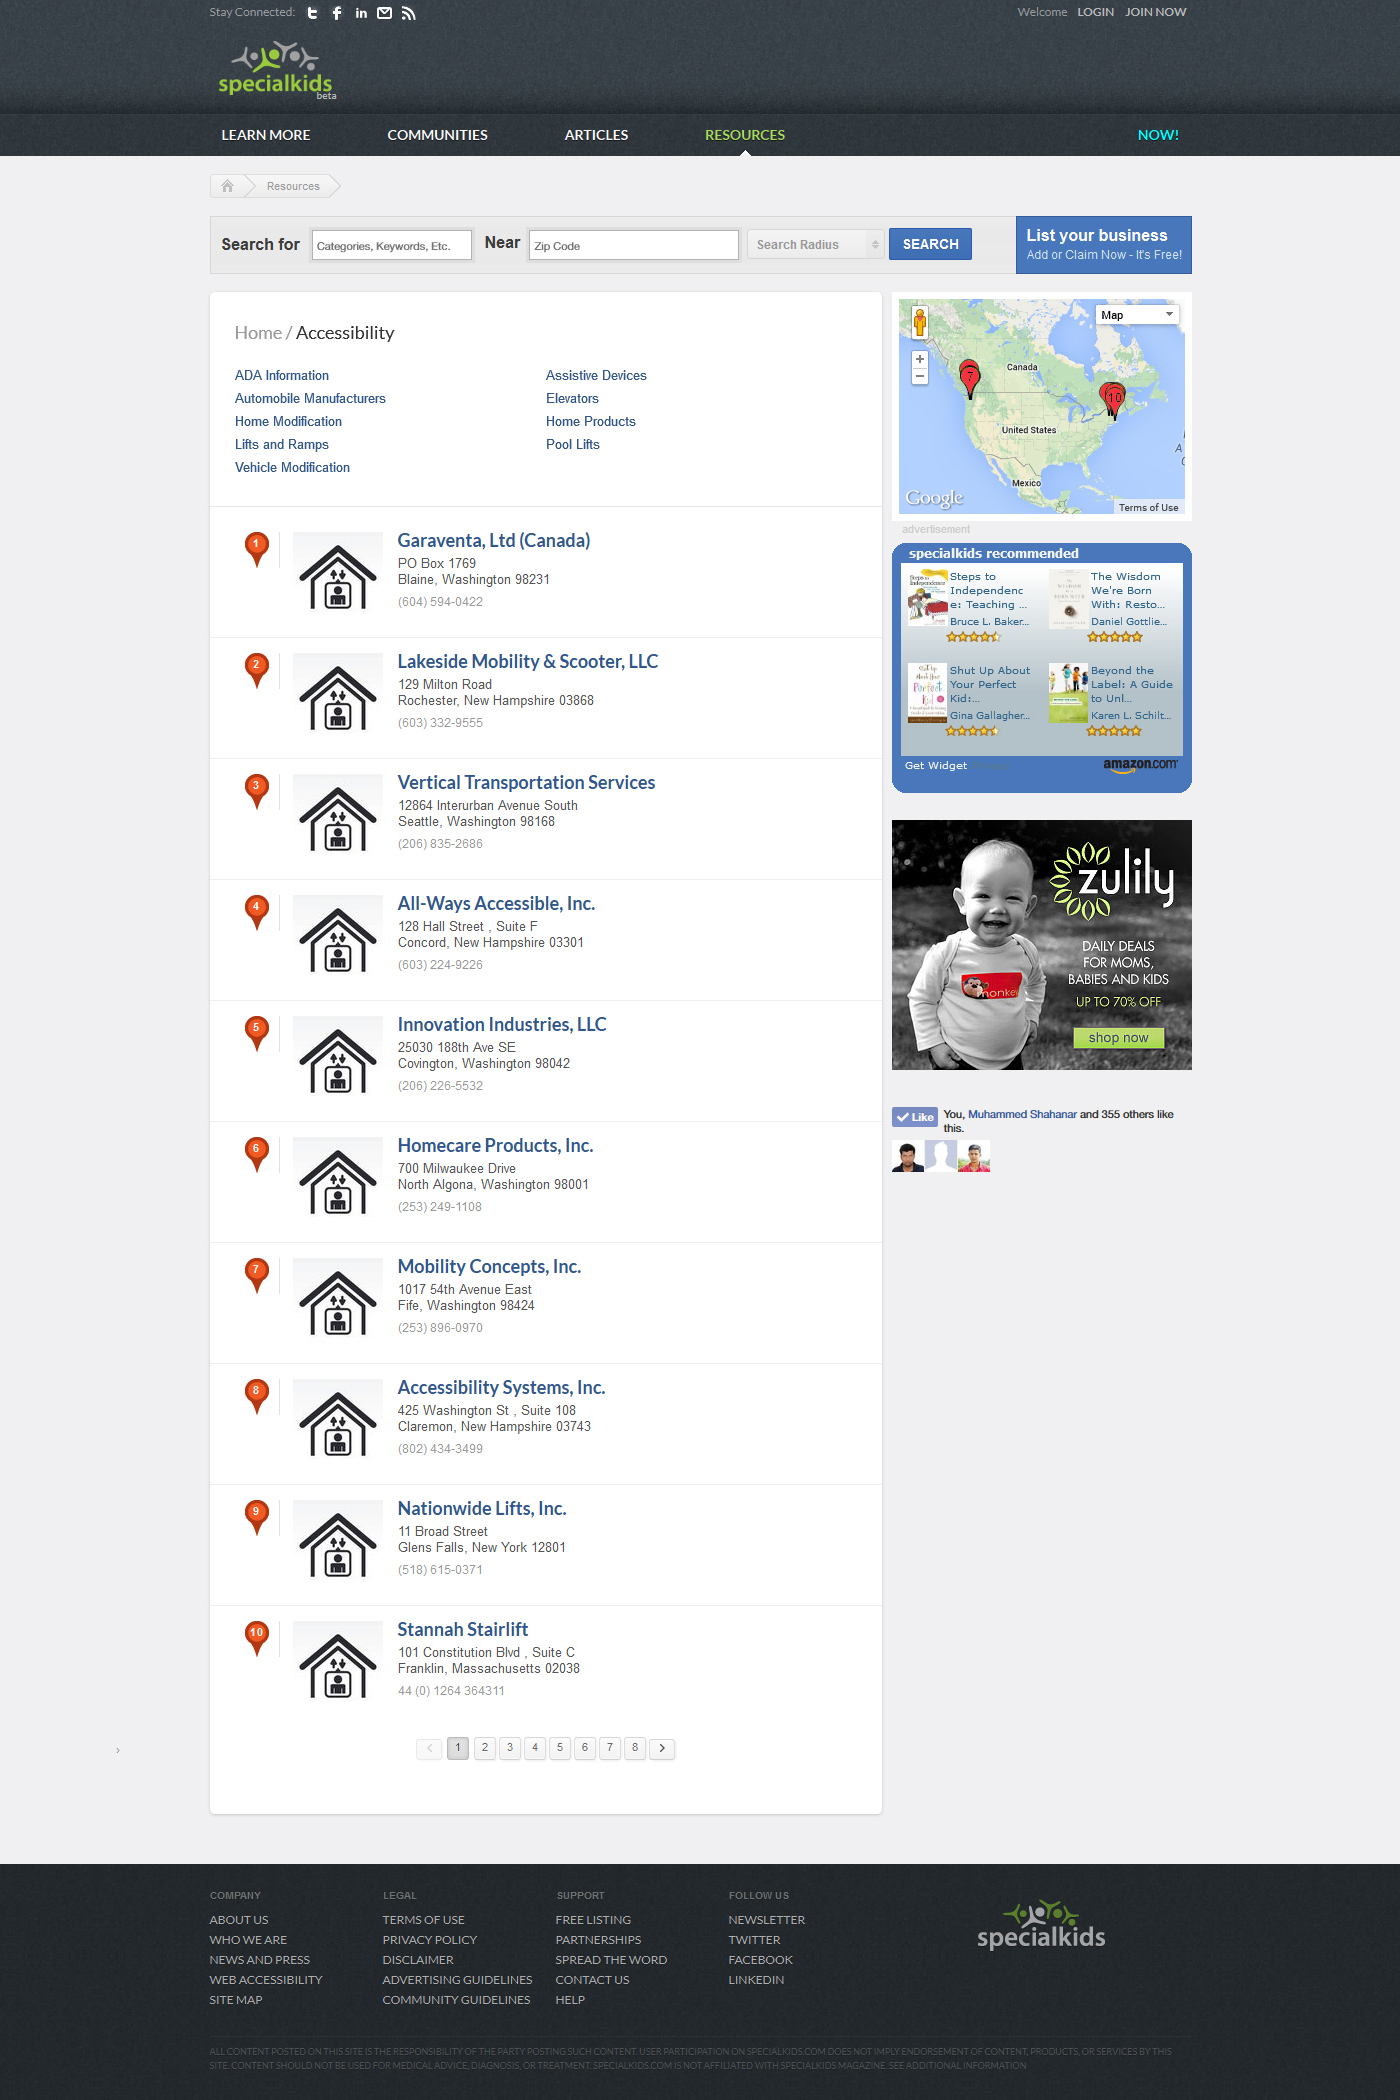 Stay Connected:
Welcome LOGIN JOIN NOW
specialkids
beta
LEARN MORE COMMUNITIES ARTICLES RESOURCES NOW!
Resources
Search for Categories, Keywords, Etc. Near Zip Code Search Radius SEARCH
List your business
Add or Claim Now - It's Free!
Home / Accessibility
ADA Information Assistive Devices
Automobile Manufacturers Elevators
Home Modification Home Products
Lifts and Ramps Pool Lifts
Vehicle Modification
1
Garaventa, Ltd (Canada)
PO Box 1769
Blaine, Washington 98231
(604) 594-0422
2
Lakeside Mobility & Scooter, LLC
129 Milton Road
Rochester, New Hampshire 03868
(603) 332-9555
3
Vertical Transportation Services
12864 Interurban Avenue South
Seattle, Washington 98168
(206) 835-2686
4
All-Ways Accessible, Inc.
128 Hall Street , Suite F
Concord, New Hampshire 03301
(603) 224-9226
5
Innovation Industries, LLC
25030 188th Ave SE
Covington, Washington 98042
(206) 226-5532
6
Homecare Products, Inc.
700 Milwaukee Drive
North Algona, Washington 98001
(253) 249-1108
7
Mobility Concepts, Inc.
1017 54th Avenue East
Fife, Washington 98424
(253) 896-0970
8
Accessibility Systems, Inc.
425 Washington St , Suite 108
Claremon, New Hampshire 03743
(802) 434-3499
9
Nationwide Lifts, Inc.
11 Broad Street
Glens Falls, New York 12801
(518) 615-0371
10
Stannah Stairlift
101 Constitution Blvd , Suite C
Franklin, Massachusetts 02038
44 (0) 1264 364311
1 2 3 4 5 6 7 8
Map
Canada
7
10
United States
Mexico
Google
Terms of Use
advertisement
specialkids recommended
Steps to
Independenc
e: Teaching ...
Bruce L. Baker...
The Wisdom
We're Born
With: Resto...
Daniel Gottlie...
Shut Up About
Your Perfect
Kid:...
Gina Gallagher...
Beyond the
Label: A Guide
to Unl...
Karen L. Schilt...
Get Widget
amazon.com
zulily
DAILY DEALS
FOR MOMS,
BABIES AND KIDS
UP TO 70% OFF
shop now
monkey
Like
You, Muhammed Shahanar and 355 others like
this.
COMPANY LEGAL SUPPORT FOLLOW US
ABOUT US TERMS OF USE FREE LISTING NEWSLETTER
WHO WE ARE PRIVACY POLICY PARTNERSHIPS TWITTER
NEWS AND PRESS DISCLAIMER SPREAD THE WORD FACEBOOK
WEB ACCESSIBILITY ADVERTISING GUIDELINES CONTACT US LINKEDIN
SITE MAP COMMUNITY GUIDELINES HELP
specialkids
ALL CONTENT POSTED ON THIS SITE IS THE RESPONSIBILITY OF THE PARTY POSTING SUCH CONTENT. USER PARTICIPATION ON SPECIALKIDS.COM DOES NOT IMPLY ENDORSEMENT OF CONTENT, PRODUCTS, OR SERVICES BY THIS
SITE. CONTENT SHOULD NOT BE USED FOR MEDICAL ADVICE, DIAGNOSIS, OR TREATMENT. SPECIALKIDS.COM IS NOT AFFILIATED WITH SPECIALKIDS MAGAZINE. SEE ADDITIONAL INFORMATION